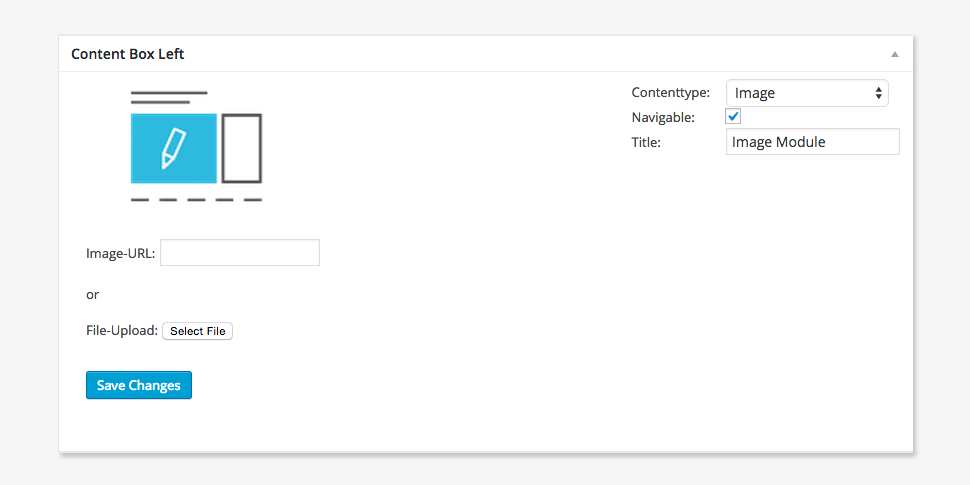 Content Box Left
Contenttype: Image
Navigable:
Title: Image Module
Image-URL:
or
File-Upload: Select File
Save Changes